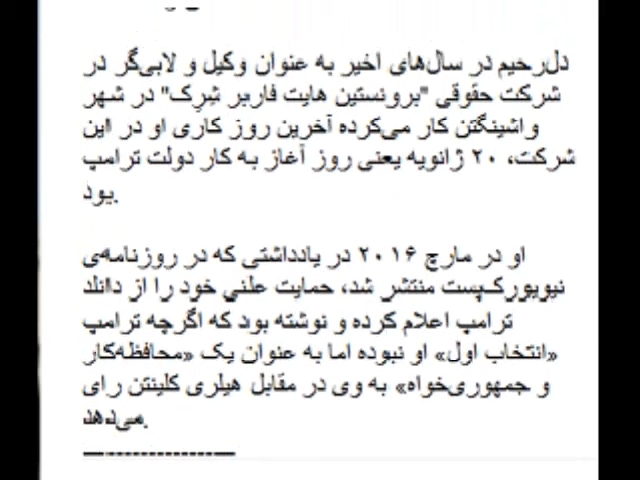 دل‌رحیم در سال‌های اخیر به عنوان وکیل و لابی‌گر در
شرکت حقوقی "برونستین هایت فاربر شِرِک" در شهر
واشینگتن کار می‌کرده آخرین روز کاری او در این
شرکت، ۲۰ ژانویه یعنی روز آغاز به کار دولت ترامپ
بود.
او در مارچ ۲۰۱۶ در یادداشتی که در روزنامه‌ی
نیویورک‌پست منتشر شد، حمایت علنی خود را از دانلد
ترامپ اعلام کرده و نوشته بود که اگرچه ترامپ
«انتخاب اول» او نبوده اما به عنوان یک «محافظه‌کار
و جمهوری‌خواه» به وی در مقابل هیلری کلینتن رای
می‌دهد.
---------------